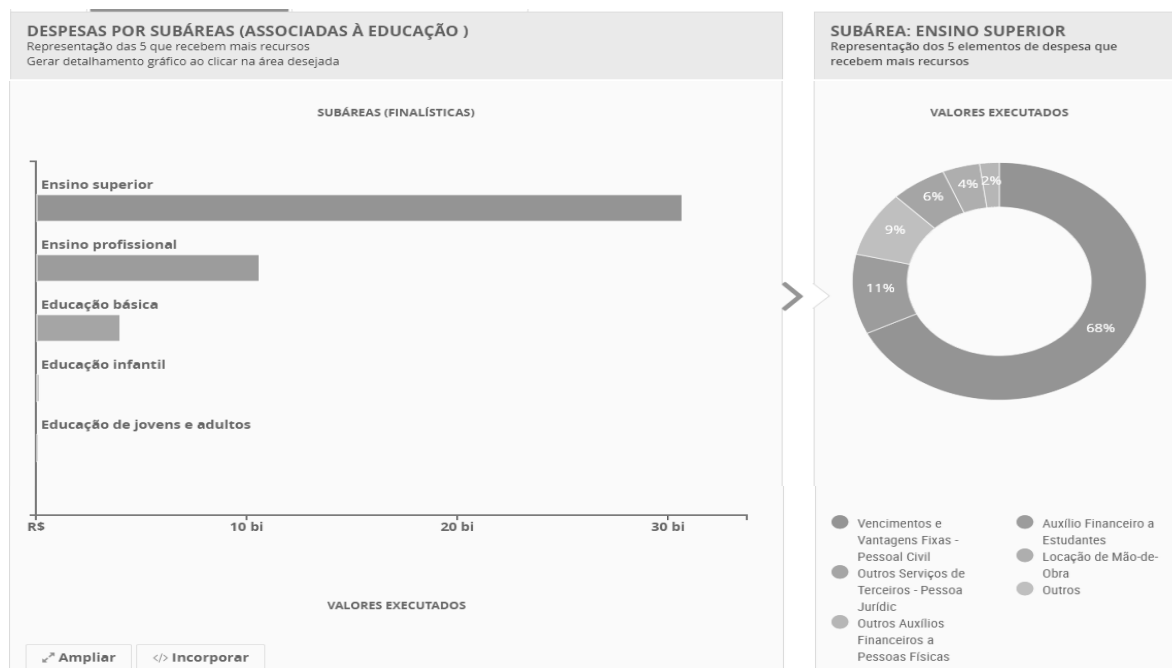 DESPESAS POR SUBÁREAS (ASSOCIADAS À EDUCAÇÃO )
Representação das 5 que recebem mais recursos
Gerar detalhamento gráfico ao clicar na área desejada
SUBÁREAS (FINALÍSTICAS)
Ensino superior
Ensino profissional
Educação básica
Educação infantil
Educação de jovens e adultos
R$
10 bi
20 bi
30 bi
VALORES EXECUTADOS
Ampliar
</> Incorporar
SUBÁREA: ENSINO SUPERIOR
Representação dos 5 elementos de despesa que
recebem mais recursos
VALORES EXECUTADOS
2%
4%
6%
9%
11%
68%
Vencimentos e
Vantagens Fixas -
Pessoal Civil
Outros Serviços de
Terceiros - Pessoa
Jurídic
Outros Auxílios
Financeiros a
Pessoas Físicas
Auxílio Financeiro a
Estudantes
Locação de Mão-de-
Obra
Outros